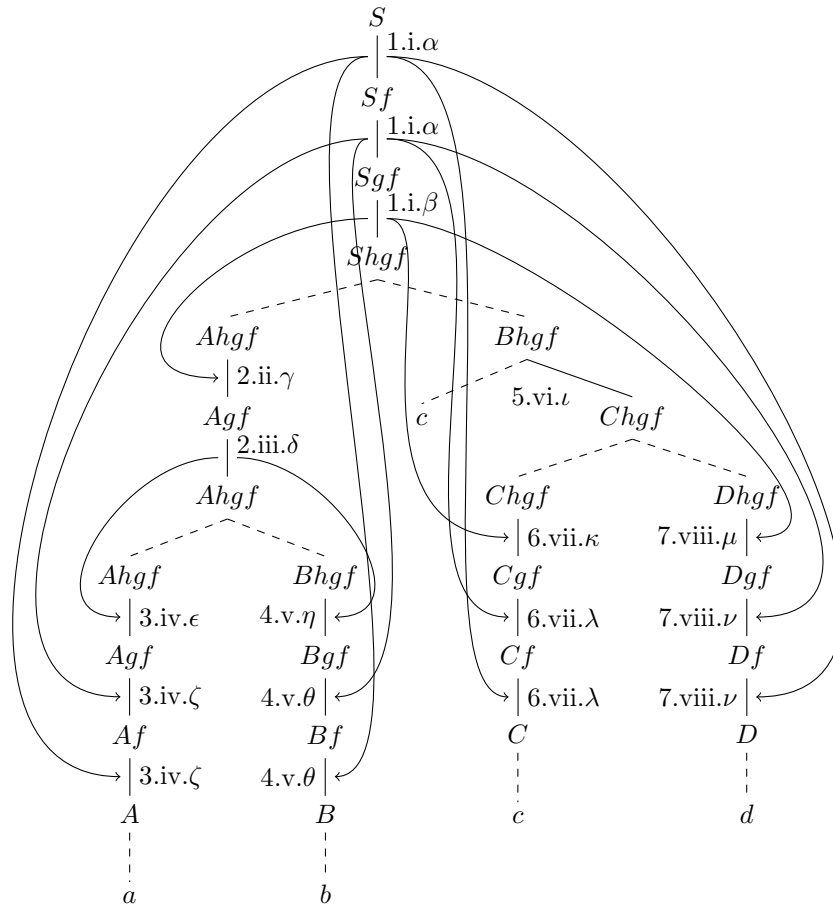 S
1.i.α
Sf
1.i.α
Sgf
1.i.β
Shgf
Ahgf Bhgf
2.ii.γ 5.vi.ι
Agf c Chgf
2.iii.δ
Ahgf Chgf Dhgf
6.vii.κ 7.viii.μ
Ahgf Bhgf Cgf Dgf
3.iv.ϵ 4.v.η 6.vii.λ 7.viii.ν
Agf Bgf Cf Df
3.iv.ζ 4.v.θ 6.vii.λ 7.viii.ν
Af Bf C D
3.iv.ζ 4.v.θ
A B c d
a b